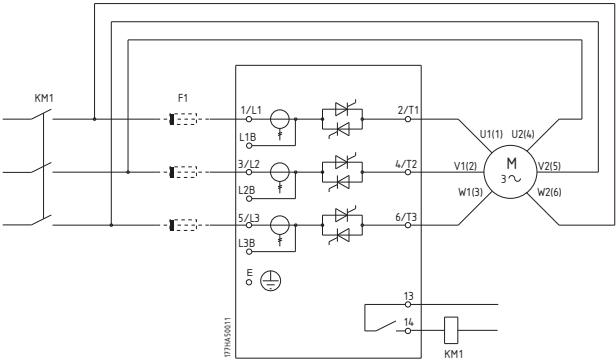 KM1
F1
1/L1
2/T1
L1B
U1(1)
U2(4)
3/L2
4/T2
V1(2)
M
3
V2(5)
L2B
W1(3)
W2(6)
5/L3
6/T3
L3B
E
13
14
KM1
177HA500.11